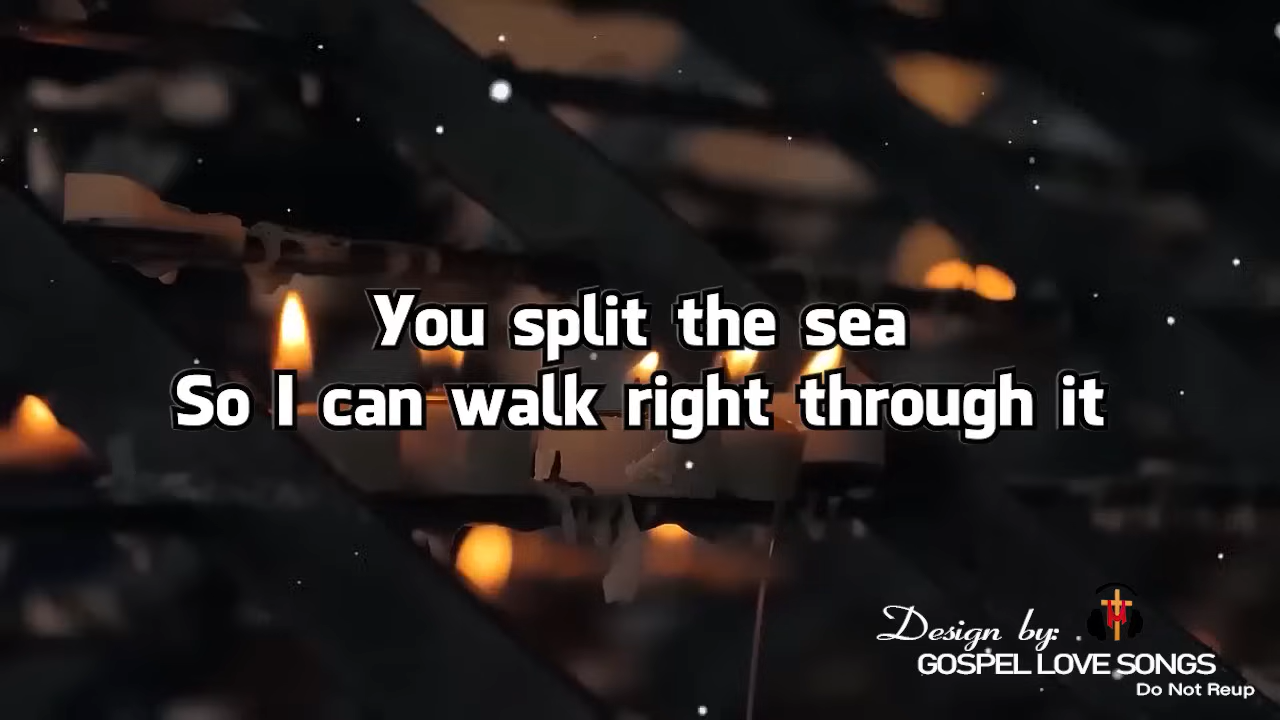 You split the sea
So I can walk right through it
Design by:
GOSPEL LOVE SONGS
Do Not Reup